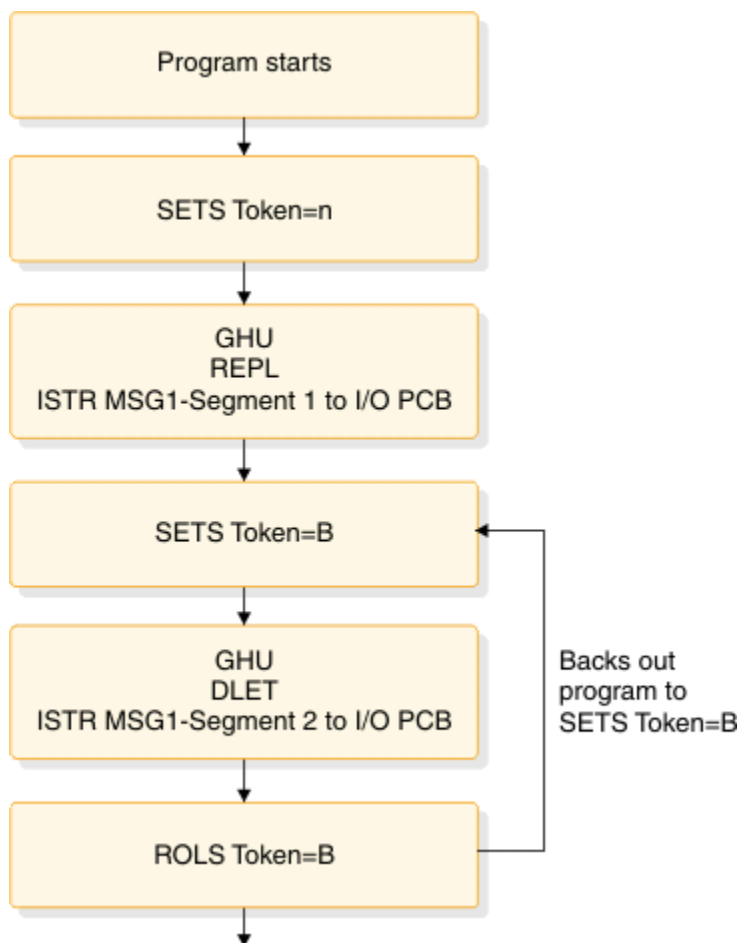 Program starts
SETS Token=n
GHU
REPL
ISTR MSG1-Segment 1 to I/O PCB
SETS Token=B
GHU
DLET
ISTR MSG1-Segment 2 to I/O PCB
Backs out
program to
SETS Token=B
ROLS Token=B